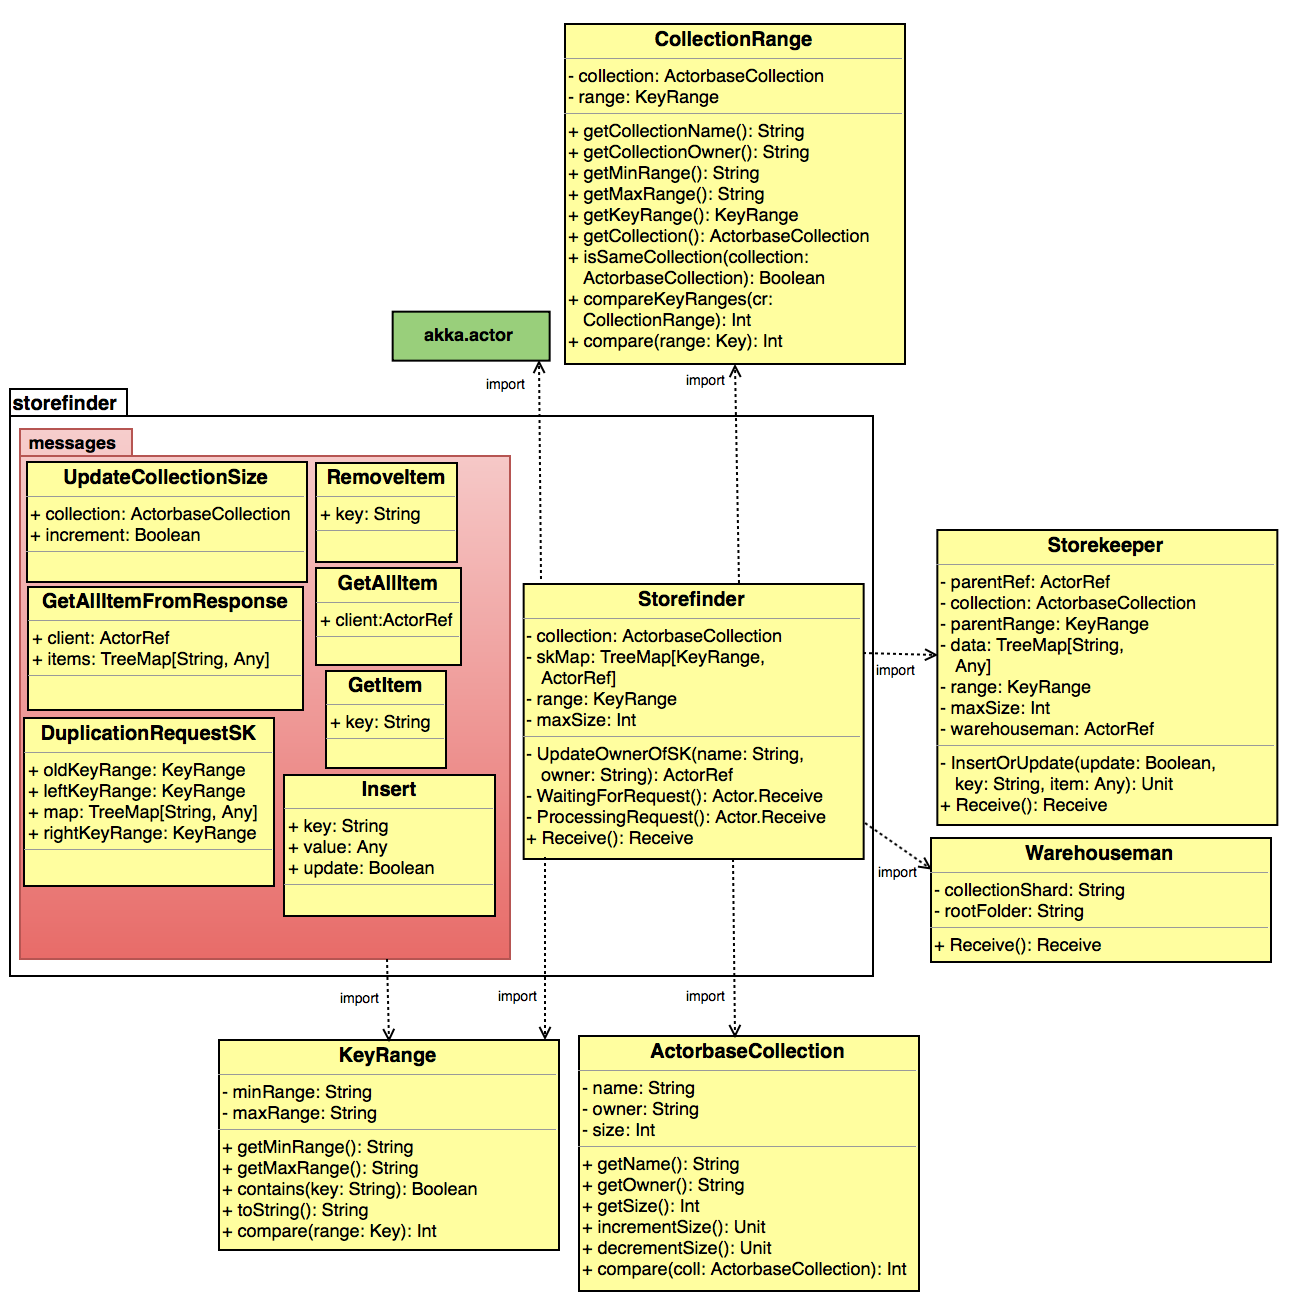 CollectionRange
- collection: ActorbaseCollection
- range: KeyRange
+ getCollectionName(): String
+ getCollectionOwner(): String
+ getMinRange(): String
+ getMaxRange(): String
+ getKeyRange(): KeyRange
+ getCollection(): ActorbaseCollection
+ isSameCollection(collection:
ActorbaseCollection): Boolean
+ compareKeyRanges(cr:
CollectionRange): Int
+ compare(range: Key): Int
akka.actor
import
import
storefinder
messages
UpdateCollectionSize
+ collection: ActorbaseCollection
+ increment: Boolean
RemoveItem
+ key: String
GetAllItemFromResponse
+ client: ActorRef
+ items: TreeMap[String, Any]
GetAllItem
+ client:ActorRef
GetItem
+ key: String
DuplicationRequestSK
+ oldKeyRange: KeyRange
+ leftKeyRange: KeyRange
+ map: TreeMap[String, Any]
+ rightKeyRange: KeyRange
Insert
+ key: String
+ value: Any
+ update: Boolean
Storefinder
- collection: ActorbaseCollection
- skMap: TreeMap[KeyRange,
ActorRef]
- range: KeyRange
- maxSize: Int
- UpdateOwnerOfSK(name: String,
owner: String): ActorRef
- WaitingForRequest(): Actor.Receive
- ProcessingRequest(): Actor.Receive
+ Receive(): Receive
import
Storekeeper
- parentRef: ActorRef
- collection: ActorbaseCollection
- parentRange: KeyRange
- data: TreeMap[String,
Any]
- range: KeyRange
- maxSize: Int
- warehouseman: ActorRef
- InsertOrUpdate(update: Boolean,
key: String, item: Any): Unit
+ Receive(): Receive
import
Warehouseman
- collectionShard: String
- rootFolder: String
+ Receive(): Receive
import
import
import
KeyRange
- minRange: String
- maxRange: String
+ getMinRange(): String
+ getMaxRange(): String
+ contains(key: String): Boolean
+ toString(): String
+ compare(range: Key): Int
ActorbaseCollection
- name: String
- owner: String
- size: Int
+ getName(): String
+ getOwner(): String
+ getSize(): Int
+ incrementSize(): Unit
+ decrementSize(): Unit
+ compare(coll: ActorbaseCollection): Int